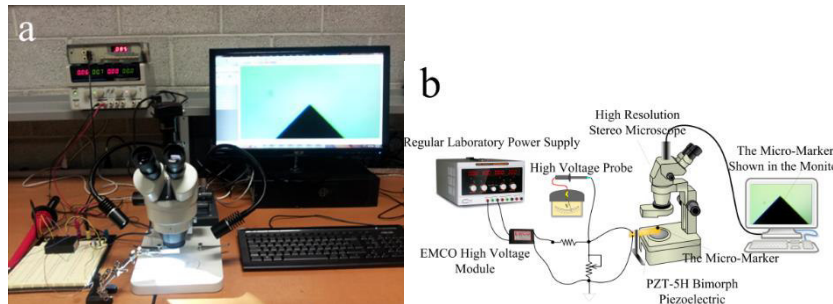 a
b
High Resolution
Stereo Microscope
Regular Laboratory Power Supply
High Voltage Probe
The Micro-Marker
Shown in the Monito
EMCO High Voltage
Module
The Micro-Marker
PZT-5H Bimorph
Piezoelectric